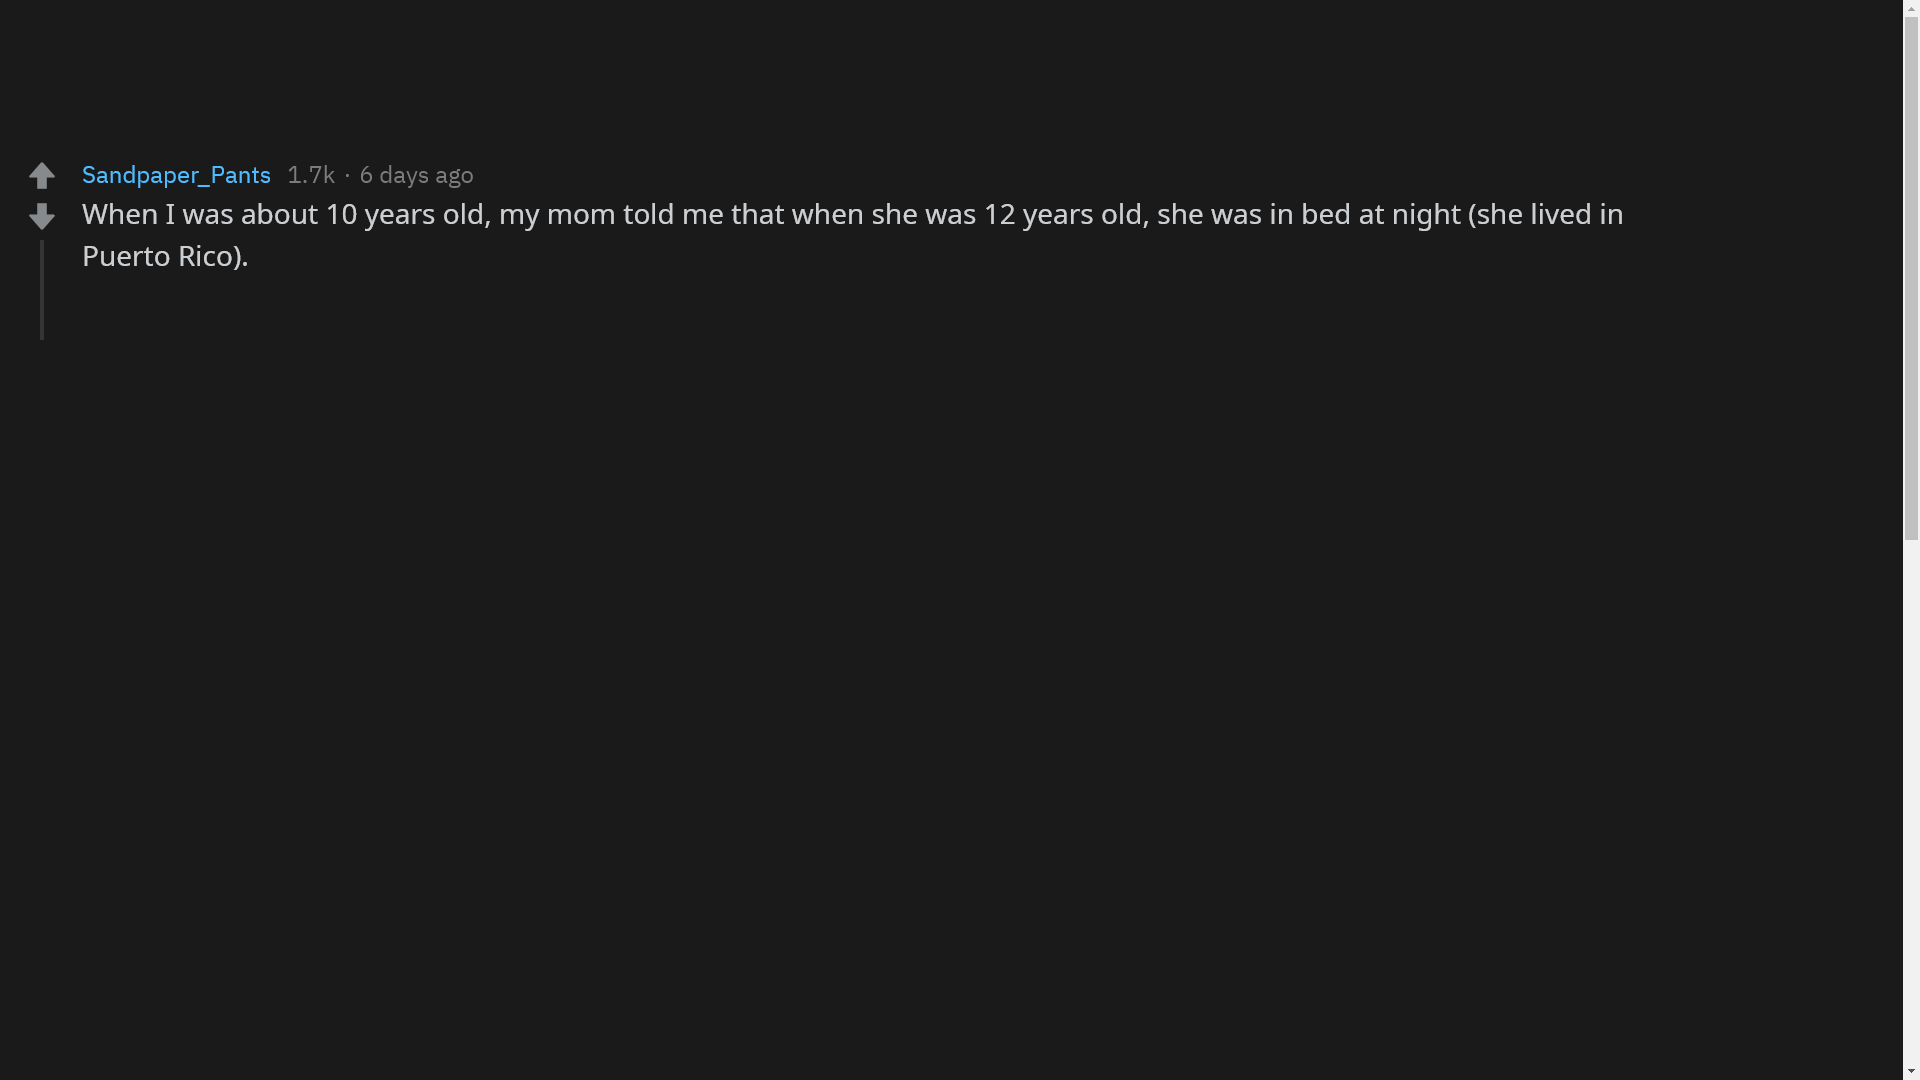 Sandpaper_Pants 1.7k · 6 days ago
When I was about 10 years old, my mom told me that when she was 12 years old, she was in bed at night (she lived in
Puerto Rico).